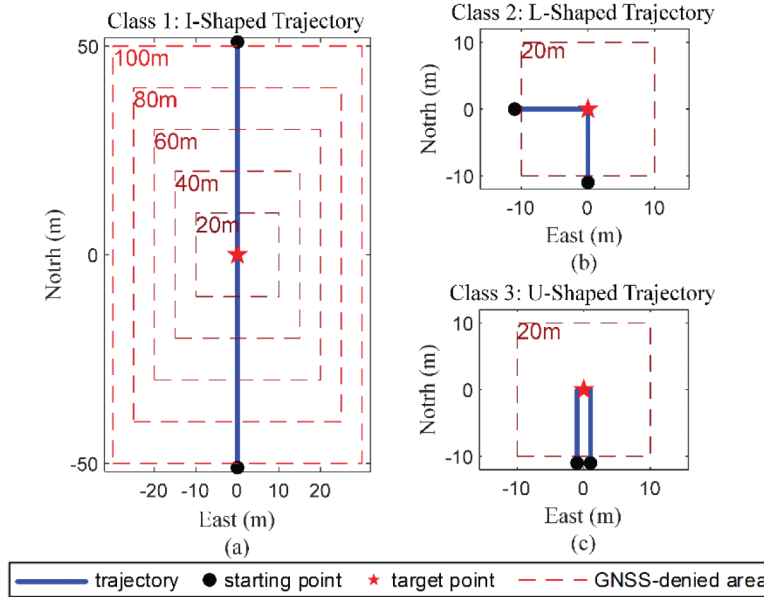 Class 1: I-Shaped Trajectory
50
100m
80m
60m
40m
20m
0
-50
Notrh (m)
-20 -10 0 10 20
East (m)
(a)
Class 2: L-Shaped Trajectory
10
20m
0
-10
Notrh (m)
-10 0 10
East (m)
(b)
Class 3: U-Shaped Trajectory
10
20m
0
-10
Notrh (m)
-10 0 10
East (m)
(c)
trajectory starting point target point GNSS-denied area